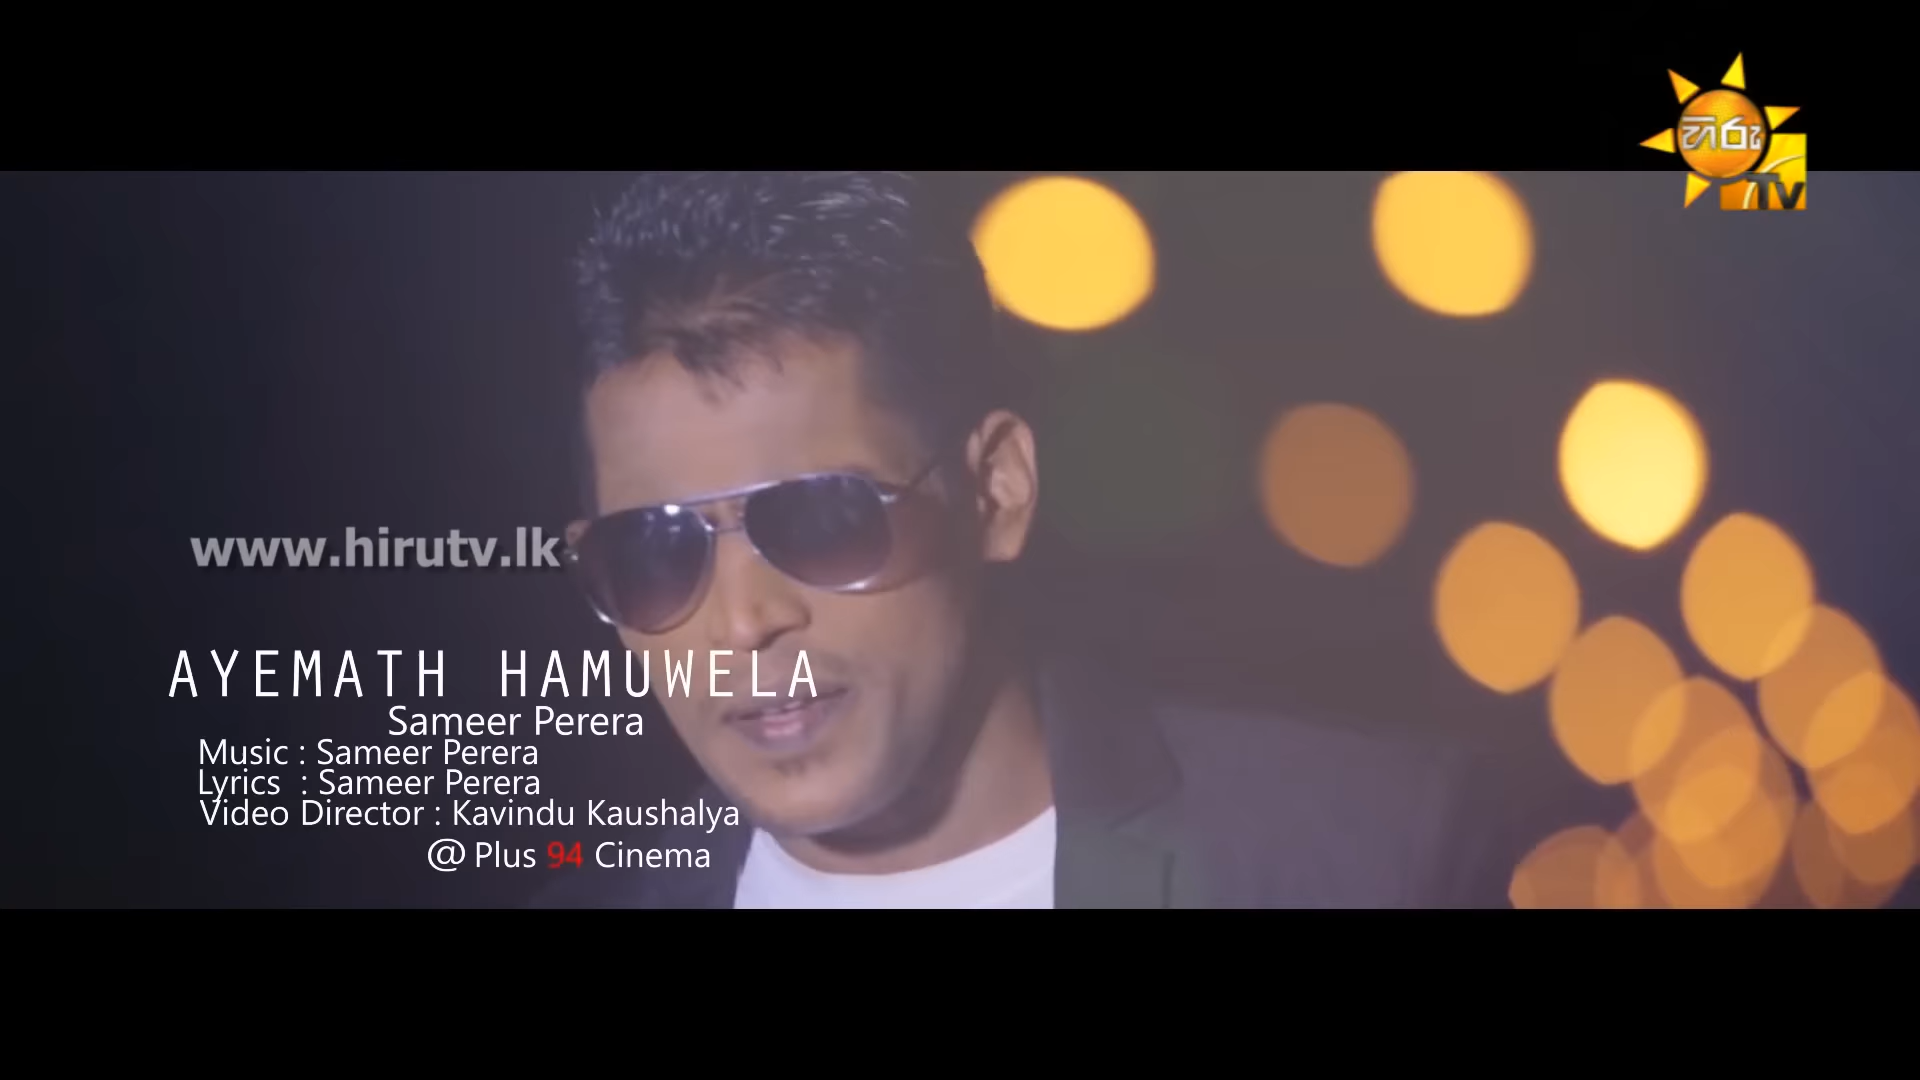 හිරු
TV
www.hirutv.lk
AYEMATH HAMUWELA
Sameer Perera
Music : Sameer Perera
Lyrics : Sameer Perera
Video Director : Kavindu Kaushalya
@ Plus 94 Cinema